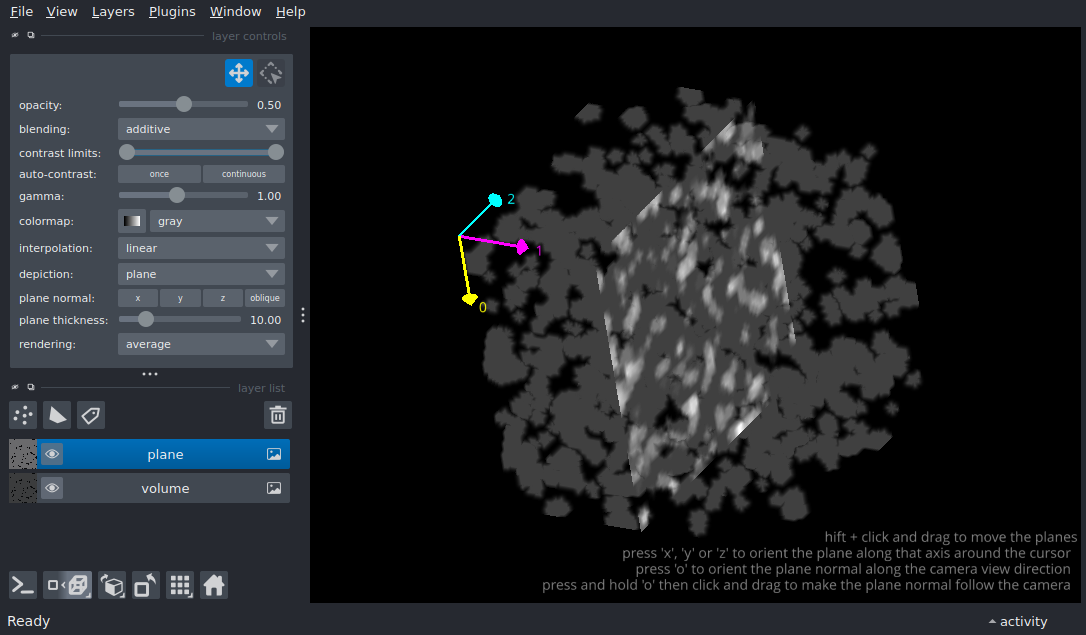 File View Layers Plugins Window Help
layer controls
opacity: 0.50
blending: additive
contrast limits:
auto-contrast: once continuous
gamma: 1.00
colormap: gray
interpolation: linear
depiction: plane
plane normal: x y z oblique
plane thickness: 10.00
rendering: average
layer list
plane
volume
2
1
0
hift + click and drag to move the planes
press 'x', 'y' or 'z' to orient the plane along that axis around the cursor
press 'o' to orient the plane normal along the camera view direction
press and hold 'o' then click and drag to make the plane normal follow the camera
Ready activity